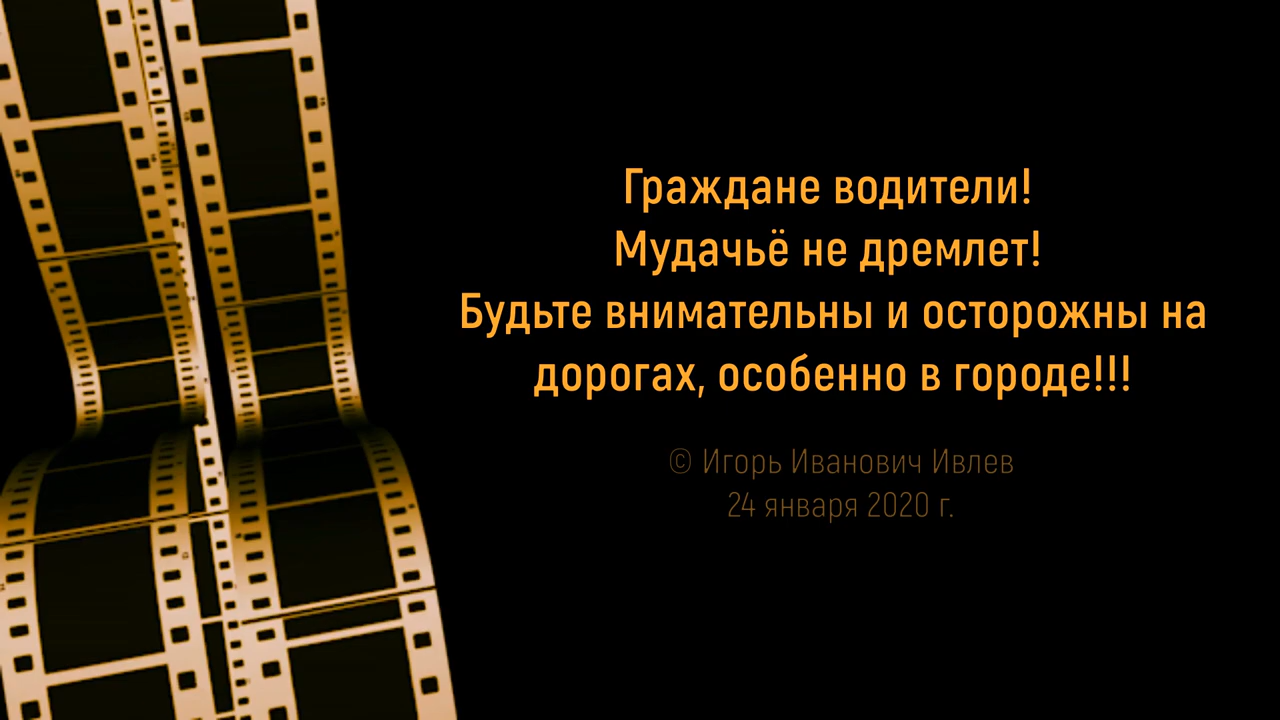 Граждане водители!
Мудачьё не дремлет!
Будьте внимательны и осторожны на
дорогах, особенно в городе!!!
© Игорь Иванович Ивлев
24 января 2020 г.